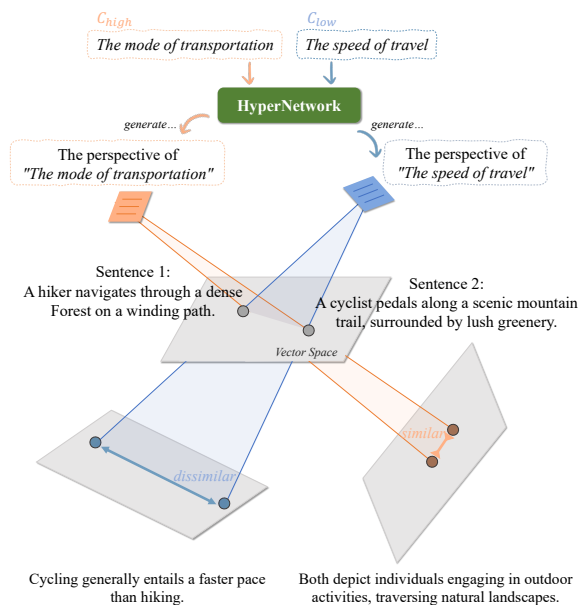 C_high
C_low
The mode of transportation
The speed of travel
HyperNetwork
generate…
generate…
The perspective of
"The mode of transportation"
The perspective of
"The speed of travel"
Sentence 1:
A hiker navigates through a dense
Forest on a winding path.
Sentence 2:
A cyclist pedals along a scenic mountain
trail, surrounded by lush greenery.
Vector Space
similar
dissimilar
Cycling generally entails a faster pace
than hiking.
Both depict individuals engaging in outdoor
activities, traversing natural landscapes.